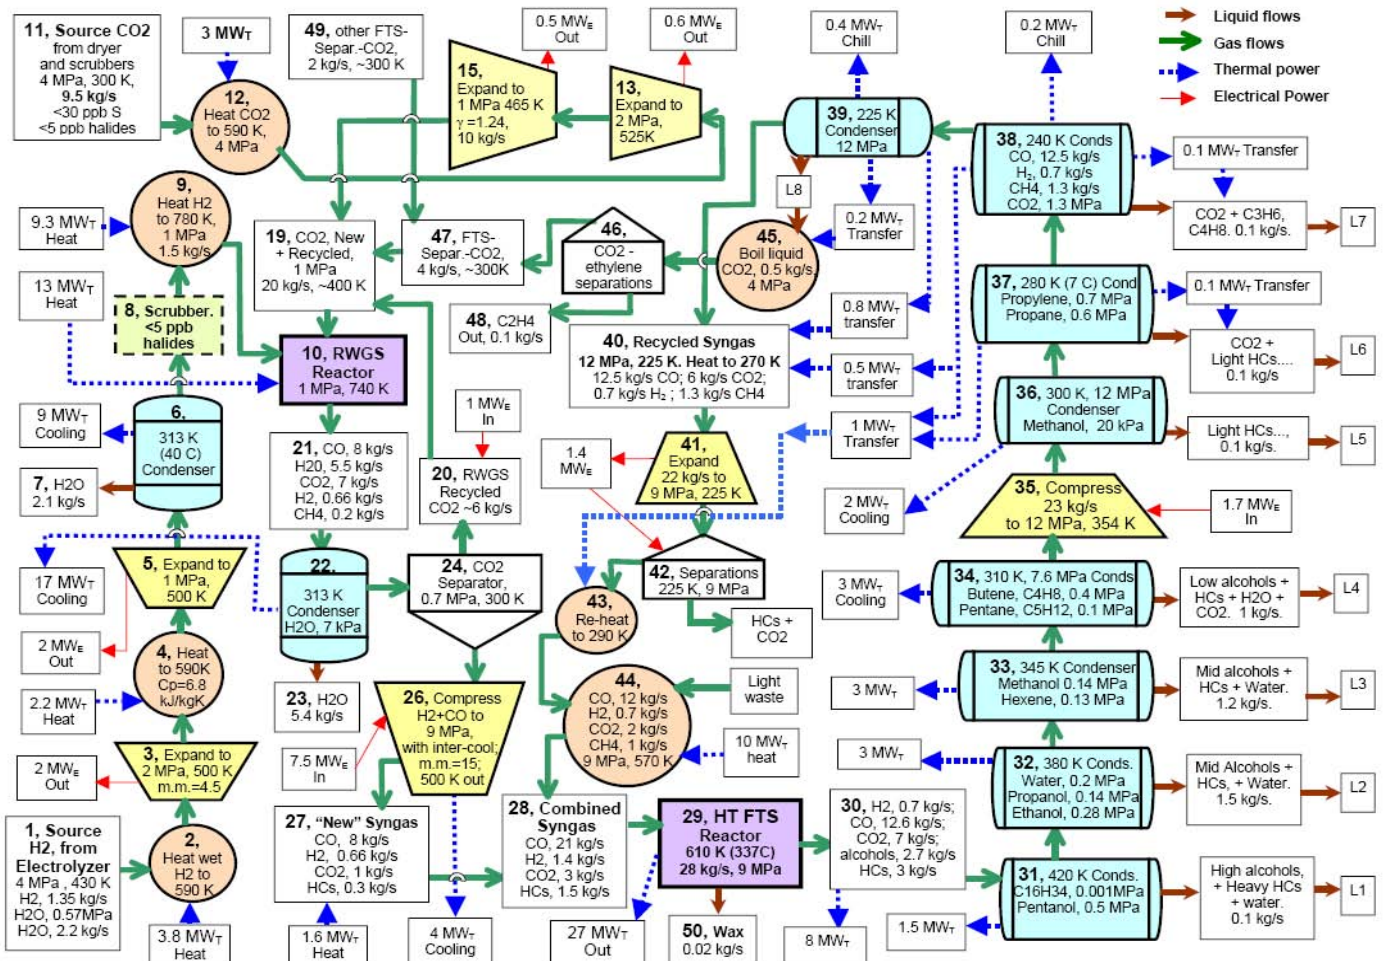 11, Source CO2
from dryer
and scrubbers
4 MPa, 300 K,
9.5 kg/s
<30 ppb S
<5 ppb halides
3 MWT
12,
Heat CO2
to 590 K,
4 MPa
49, other FTS-
Separ.-CO2,
2 kg/s, ~300 K
15,
Expand to
1 MPa 465 K
γ =1.24,
10 kg/s
0.5 MWE
Out
13,
Expand to
2 MPa,
525K
0.6 MWE
Out
0.4 MWT
Chill
0.2 MWT
Chill
Liquid flows
Gas flows
Thermal power
Electrical Power
39, 225 K
Condenser
12 MPa
38, 240 K Conds
CO, 12.5 kg/s
H2, 0.7 kg/s
CH4, 1.3 kg/s
CO2, 1.3 MPa
0.1 MWT Transfer
CO2 + C3H6,
C4H8. 0.1 kg/s.
L7
L8
0.2 MWT
Transfer
45,
Boil liquid
CO2, 0.5 kg/s,
4 MPa
46,
CO2 -
ethylene
separations
47, FTS-
Separ.-CO2,
4 kg/s, ~300K
19, CO2, New
+ Recycled,
1 MPa
20 kg/s, ~400 K
9,
Heat H2
to 780 K,
1 MPa
1.5 kg/s
9.3 MWT
Heat
13 MWT
Heat
8, Scrubber.
<5 ppb
halides
10, RWGS
Reactor
1 MPa, 740 K
48, C2H4
Out, 0.1 kg/s
0.8 MWT
transfer
37, 280 K (7 C) Cond
Propylene, 0.7 MPa
Propane, 0.6 MPa
0.1 MWT Transfer
CO2 +
Light HCs....
0.1 kg/s
L6
40, Recycled Syngas
12 MPa, 225 K. Heat to 270 K
12.5 kg/s CO; 6 kg/s CO2;
0.7 kg/s H2 ; 1.3 kg/s CH4
0.5 MWT
transfer
36, 300 K, 12 MPa
Condenser
Methanol, 20 kPa
Light HCs...,
0.1 kg/s.
L5
1 MWT
Transfer
6,
313 K
(40 C)
Condenser
9 MWT
Cooling
7, H2O
2.1 kg/s
21, CO, 8 kg/s
H20, 5.5 kg/s
CO2, 7 kg/s
H2, 0.66 kg/s
CH4, 0.2 kg/s
1 MWE
In
20, RWGS
Recycled
CO2 ~6 kg/s
1.4
MWE
41,
Expand
22 kg/s to
9 MPa, 225 K
2 MWT
Cooling
35, Compress
23 kg/s
to 12 MPa, 354 K
1.7 MWE
In
5, Expand to
1 MPa,
500 K
17 MWT
Cooling
22,
313 K
Condenser
H2O, 7 kPa
24, CO2
Separator,
0.7 MPa, 300 K
42, Separations
225 K, 9 MPa
43,
Re-heat
to 290 K
HCs +
CO2
3 MWT
Cooling
34, 310 K, 7.6 MPa Conds
Butene, C4H8, 0.4 MPa
Pentane, C5H12, 0.1 MPa
Low alcohols +
HCs + H2O +
CO2. 1 kg/s.
L4
2 MWE
Out
4, Heat
to 590K
Cp=6.8
kJ/kgK
2.2 MWT
Heat
23, H2O
5.4 kg/s
26, Compress
H2+CO to
9 MPa,
with inter-cool;
m.m.=15;
500 K out
44,
CO, 12 kg/s
H2, 0.7 kg/s
CO2, 2 kg/s
CH4, 1 kg/s
9 MPa, 570 K
Light
waste
10 MWT
heat
3 MWT
33, 345 K Condenser
Methanol 0.14 MPa
Hexene, 0.13 MPa
Mid alcohols +
HCs + Water.
1.2 kg/s.
L3
3, Expand to
2 MPa, 500 K
m.m.=4.5
2 MWE
Out
7.5 MWE
In
3 MWT
32, 380 K Conds.
Water, 0.2 MPa
Propanol, 0.14 MPa
Ethanol, 0.28 MPa
Mid Alcohols +
HCs, + Water.
1.5 kg/s.
L2
1, Source
H2, from
Electrolyzer
4 MPa , 430 K
H2, 1.35 kg/s
H2O, 0.57MPa
H2O, 2.2 kg/s
2,
Heat wet
H2 to
590 K
3.8 MWT
Heat
27, “New” Syngas
CO, 8 kg/s
H2, 0.66 kg/s
CO2, 1 kg/s
HCs, 0.3 kg/s
1.6 MWT
Heat
4 MWT
Cooling
28, Combined
Syngas
CO, 21 kg/s
H2, 1.4 kg/s
CO2, 3 kg/s
HCs, 1.5 kg/s
29, HT FTS
Reactor
610 K (337C)
28 kg/s, 9 MPa
27 MWT
Out
50, Wax
0.02 kg/s
30, H2, 0.7 kg/s;
CO, 12.6 kg/s;
CO2, 7 kg/s;
alcohols, 2.7 kg/s
HCs, 3 kg/s
8 MWT
1.5 MWT
31, 420 K Conds.
C16H34, 0.001MPa
Pentanol, 0.5 MPa
High alcohols,
+ Heavy HCs
+ water.
0.1 kg/s
L1